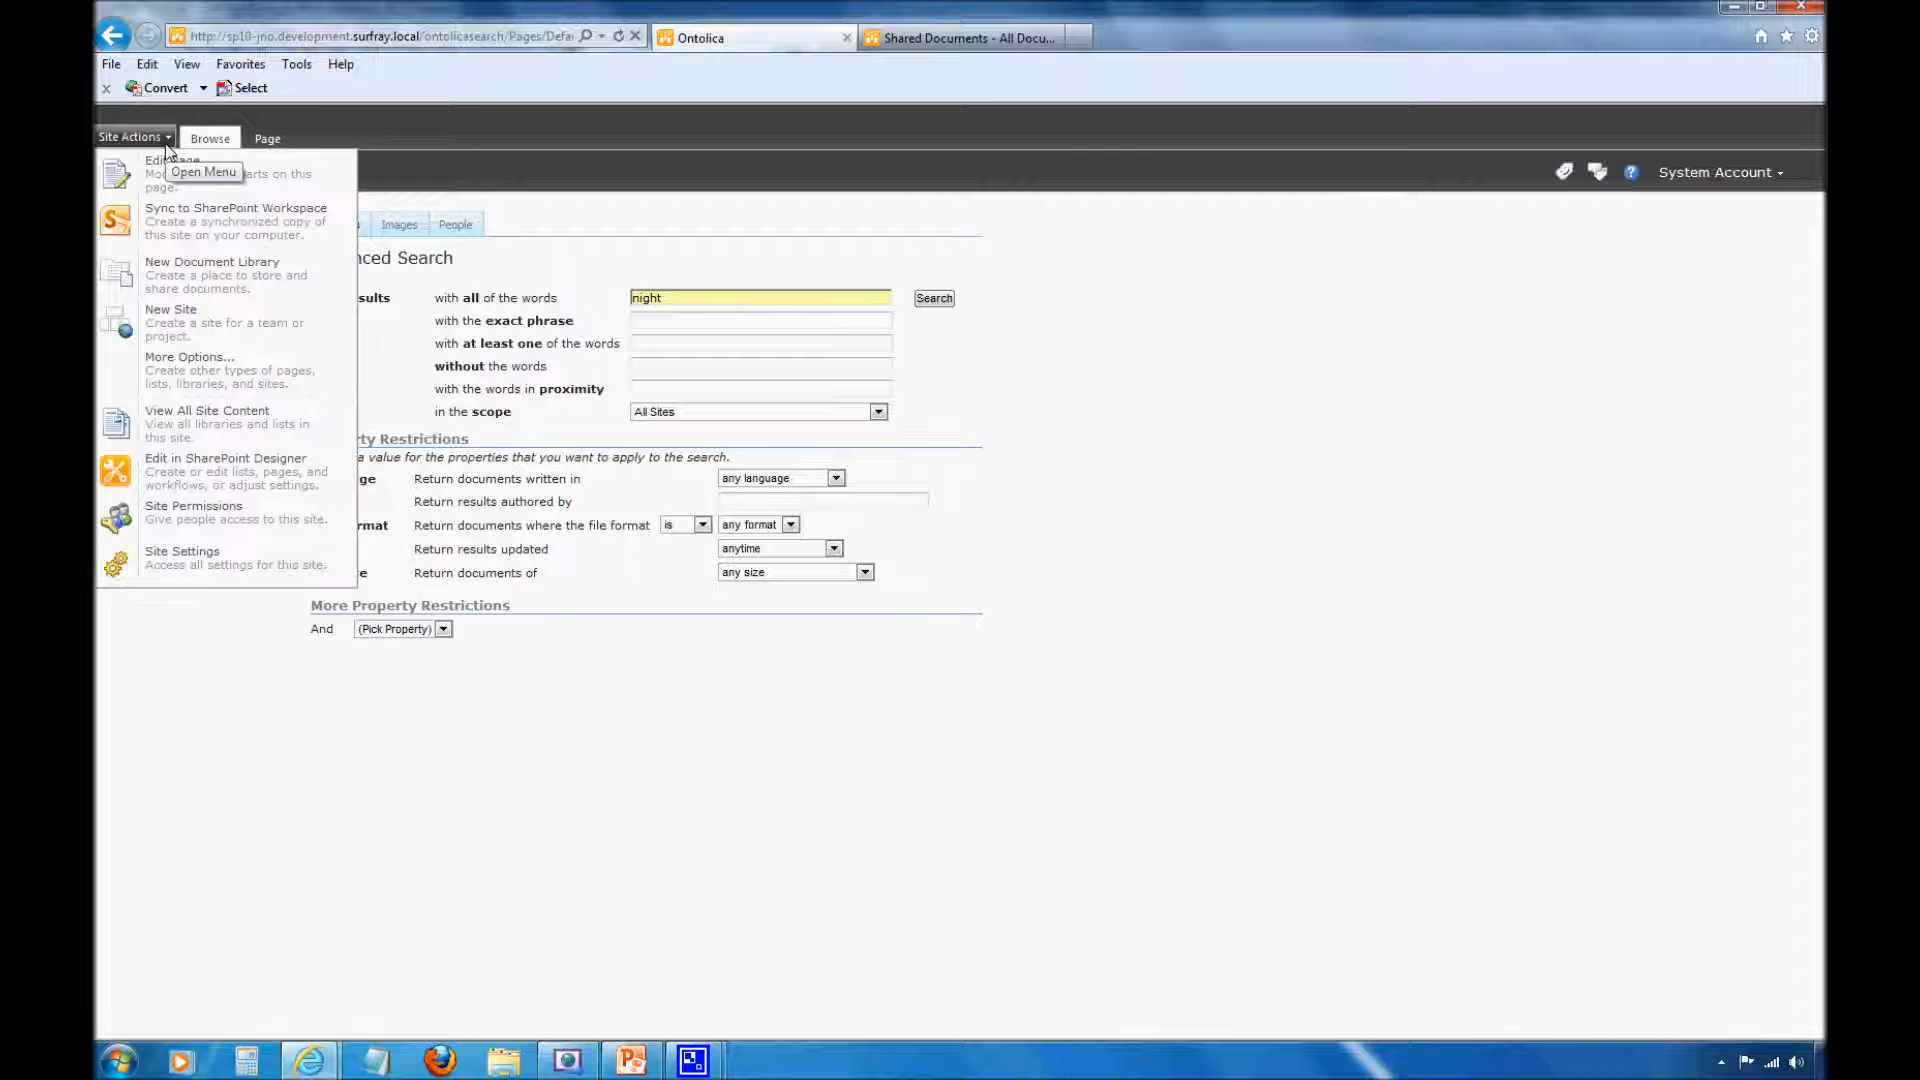 http://sp10-jno.development.surfray.local/ontolicasearch/Pages/Defa
Ontolica
Shared Documents - All Docu...
File Edit View Favorites Tools Help
x Convert Select
Site Actions Browse Page
Open Menu
arts on this
page.
System Account
Sync to SharePoint Workspace
Create a synchronized copy of
this site on your computer.
New Document Library
Create a place to store and
share documents.
New Site
Create a site for a team or
project.
More Options...
Create other types of pages,
lists, libraries, and sites.
View All Site Content
View all libraries and lists in
this site.
Edit in SharePoint Designer
Create or edit lists, pages, and
workflows, or adjust settings.
Site Permissions
Give people access to this site.
Site Settings
Access all settings for this site.
s Images People
nced Search
sults with all of the words night Search
with the exact phrase
with at least one of the words
without the words
with the words in proximity
in the scope All Sites
ty Restrictions
a value for the properties that you want to apply to the search.
ge Return documents written in any language
Return results authored by
rmat Return documents where the file format is any format
Return results updated anytime
e Return documents of any size
More Property Restrictions
And (Pick Property)